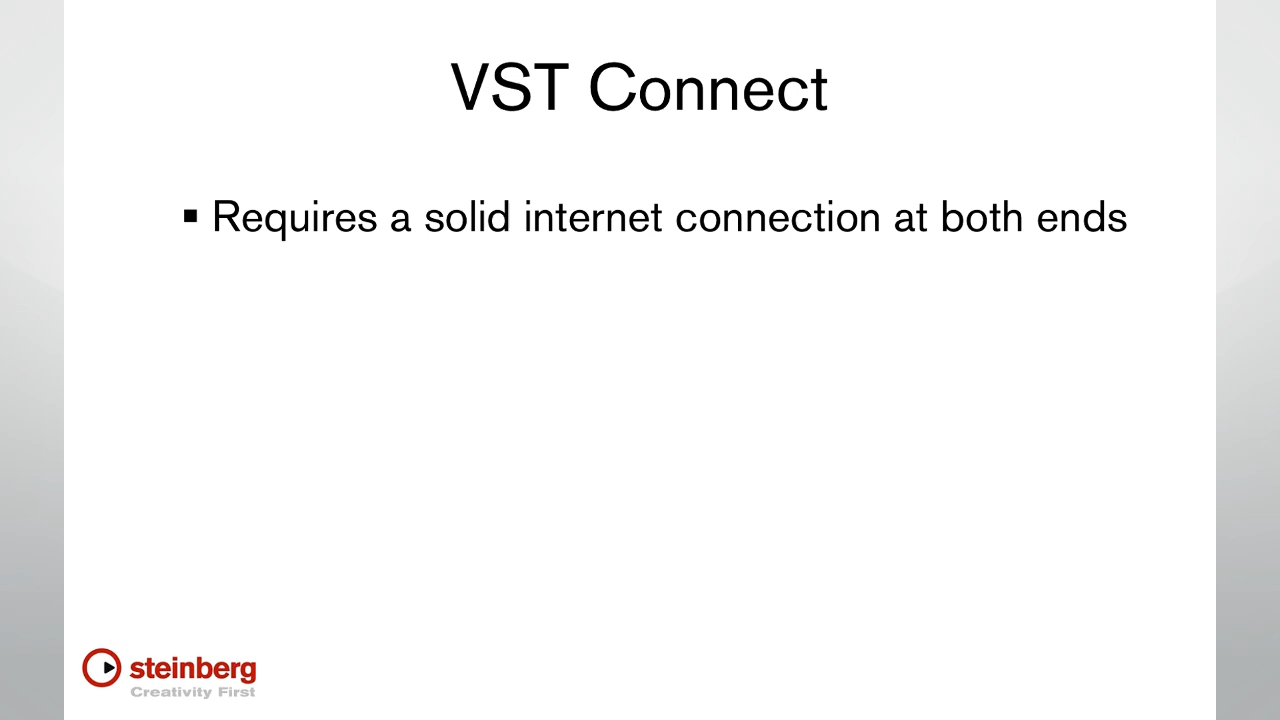 VST Connect
▪ Requires a solid internet connection at both ends
steinberg
Creativity First